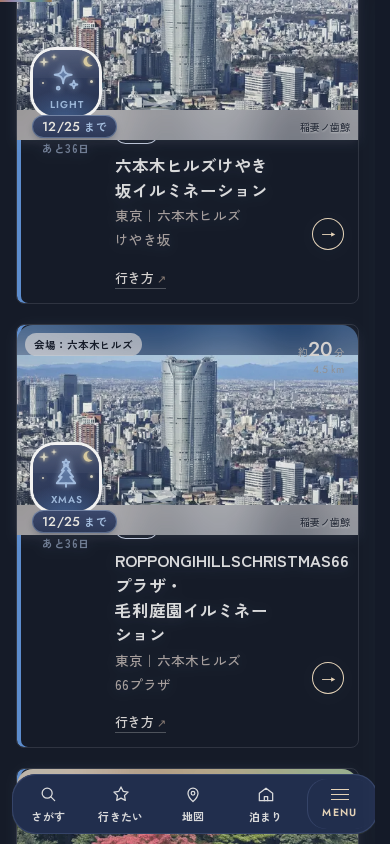 LIGHT
12/25 まで
稲妻ノ歯鯨
あと36日
六本木ヒルズけやき
坂イルミネーション
東京｜六本木ヒルズ
けやき坂
→
行き方 ↗
会場：六本木ヒルズ
約20分
XMAS
12/25 まで
稲妻ノ歯鯨
あと36日
ROPPONGIHILLSCHRISTMAS66
プラザ・
毛利庭園イルミネー
ション
東京｜六本木ヒルズ
66プラザ
→
行き方 ↗
さがす
行きたい
地図
泊まり
MENU